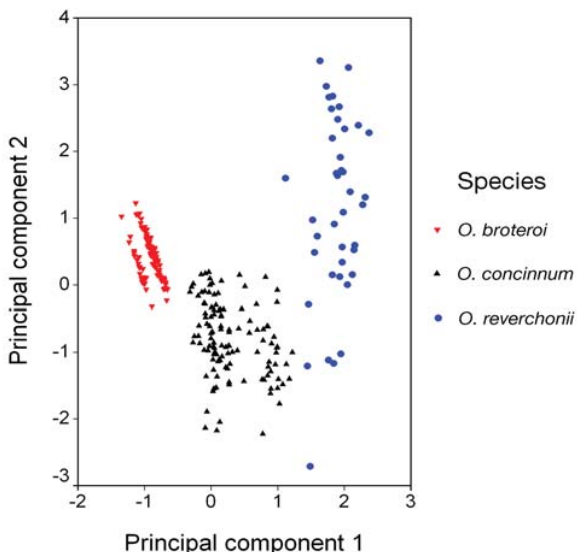 Principal component 2
4
3
2
1
0
-1
-2
-3
-2
-1
0
1
2
3
Principal component 1
Species
O. broteroi
O. concinnum
O. reverchonii